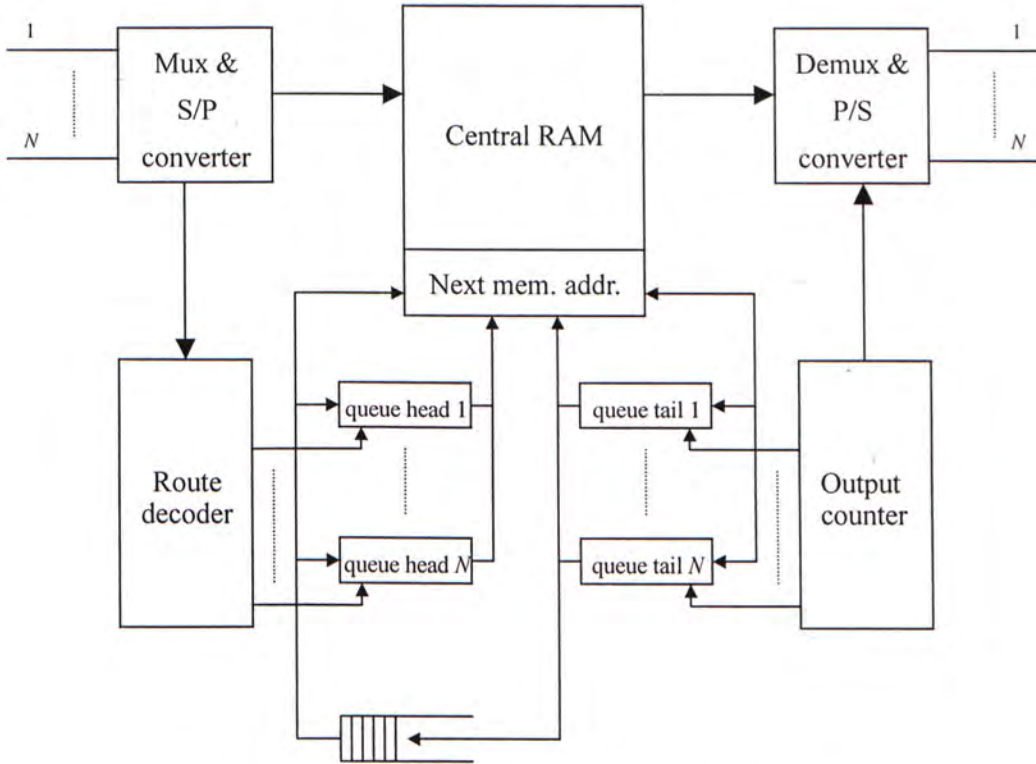 1
Mux &
S/P
converter
N
Central RAM
Next mem. addr.
1
Demux &
P/S
converter
N
Route
decoder
queue head 1
queue head N
queue tail 1
queue tail N
Output
counter